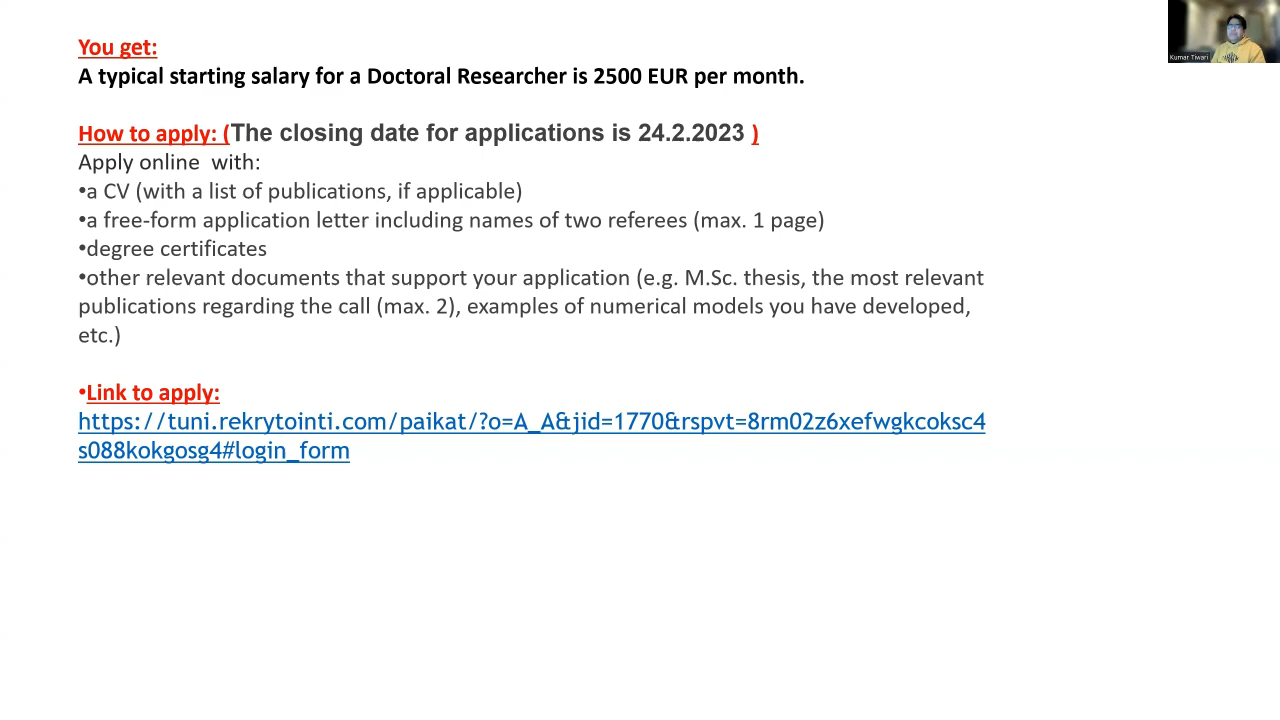 You get:
A typical starting salary for a Doctoral Researcher is 2500 EUR per month.
How to apply: (The closing date for applications is 24.2.2023 )
Apply online  with:
•a CV (with a list of publications, if applicable)
•a free-form application letter including names of two referees (max. 1 page)
•degree certificates
•other relevant documents that support your application (e.g. M.Sc. thesis, the most relevant
publications regarding the call (max. 2), examples of numerical models you have developed,
etc.)
•Link to apply:
https://tuni.rekrytointi.com/paikat/?o=A_A&jid=1770&rspvt=8rm02z6xefwgkcoksc4
s088kokgosg4#login_form
Kumar Tiwari